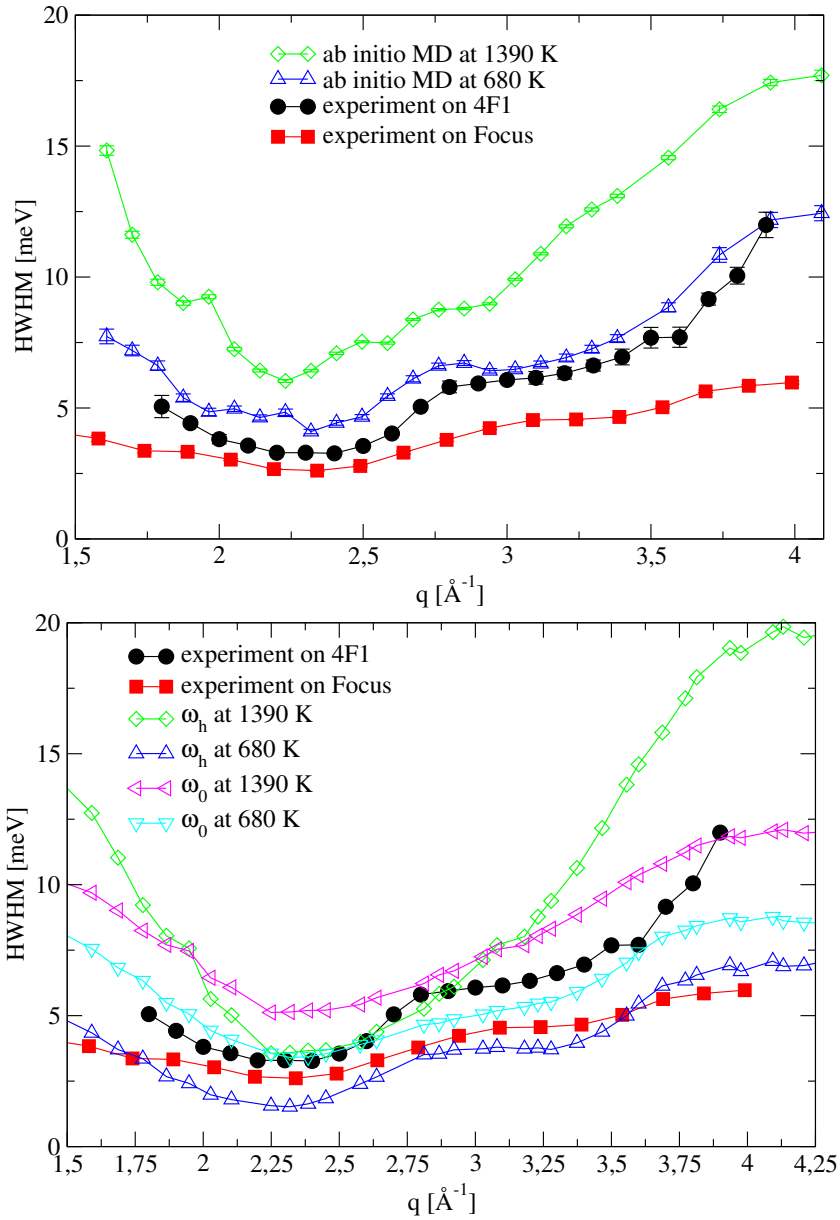 20
15
10
5
0
HWHM [meV]
ab initio MD at 1390 K
ab initio MD at 680 K
experiment on 4F1
experiment on Focus
1,5 2 2,5 3 3,5 4
q [Å⁻¹]
20
15
10
5
0
HWHM [meV]
experiment on 4F1
experiment on Focus
ωₕ at 1390 K
ωₕ at 680 K
ω₀ at 1390 K
ω₀ at 680 K
1,5 1,75 2 2,25 2,5 2,75 3 3,25 3,5 3,75 4 4,25
q [Å⁻¹]